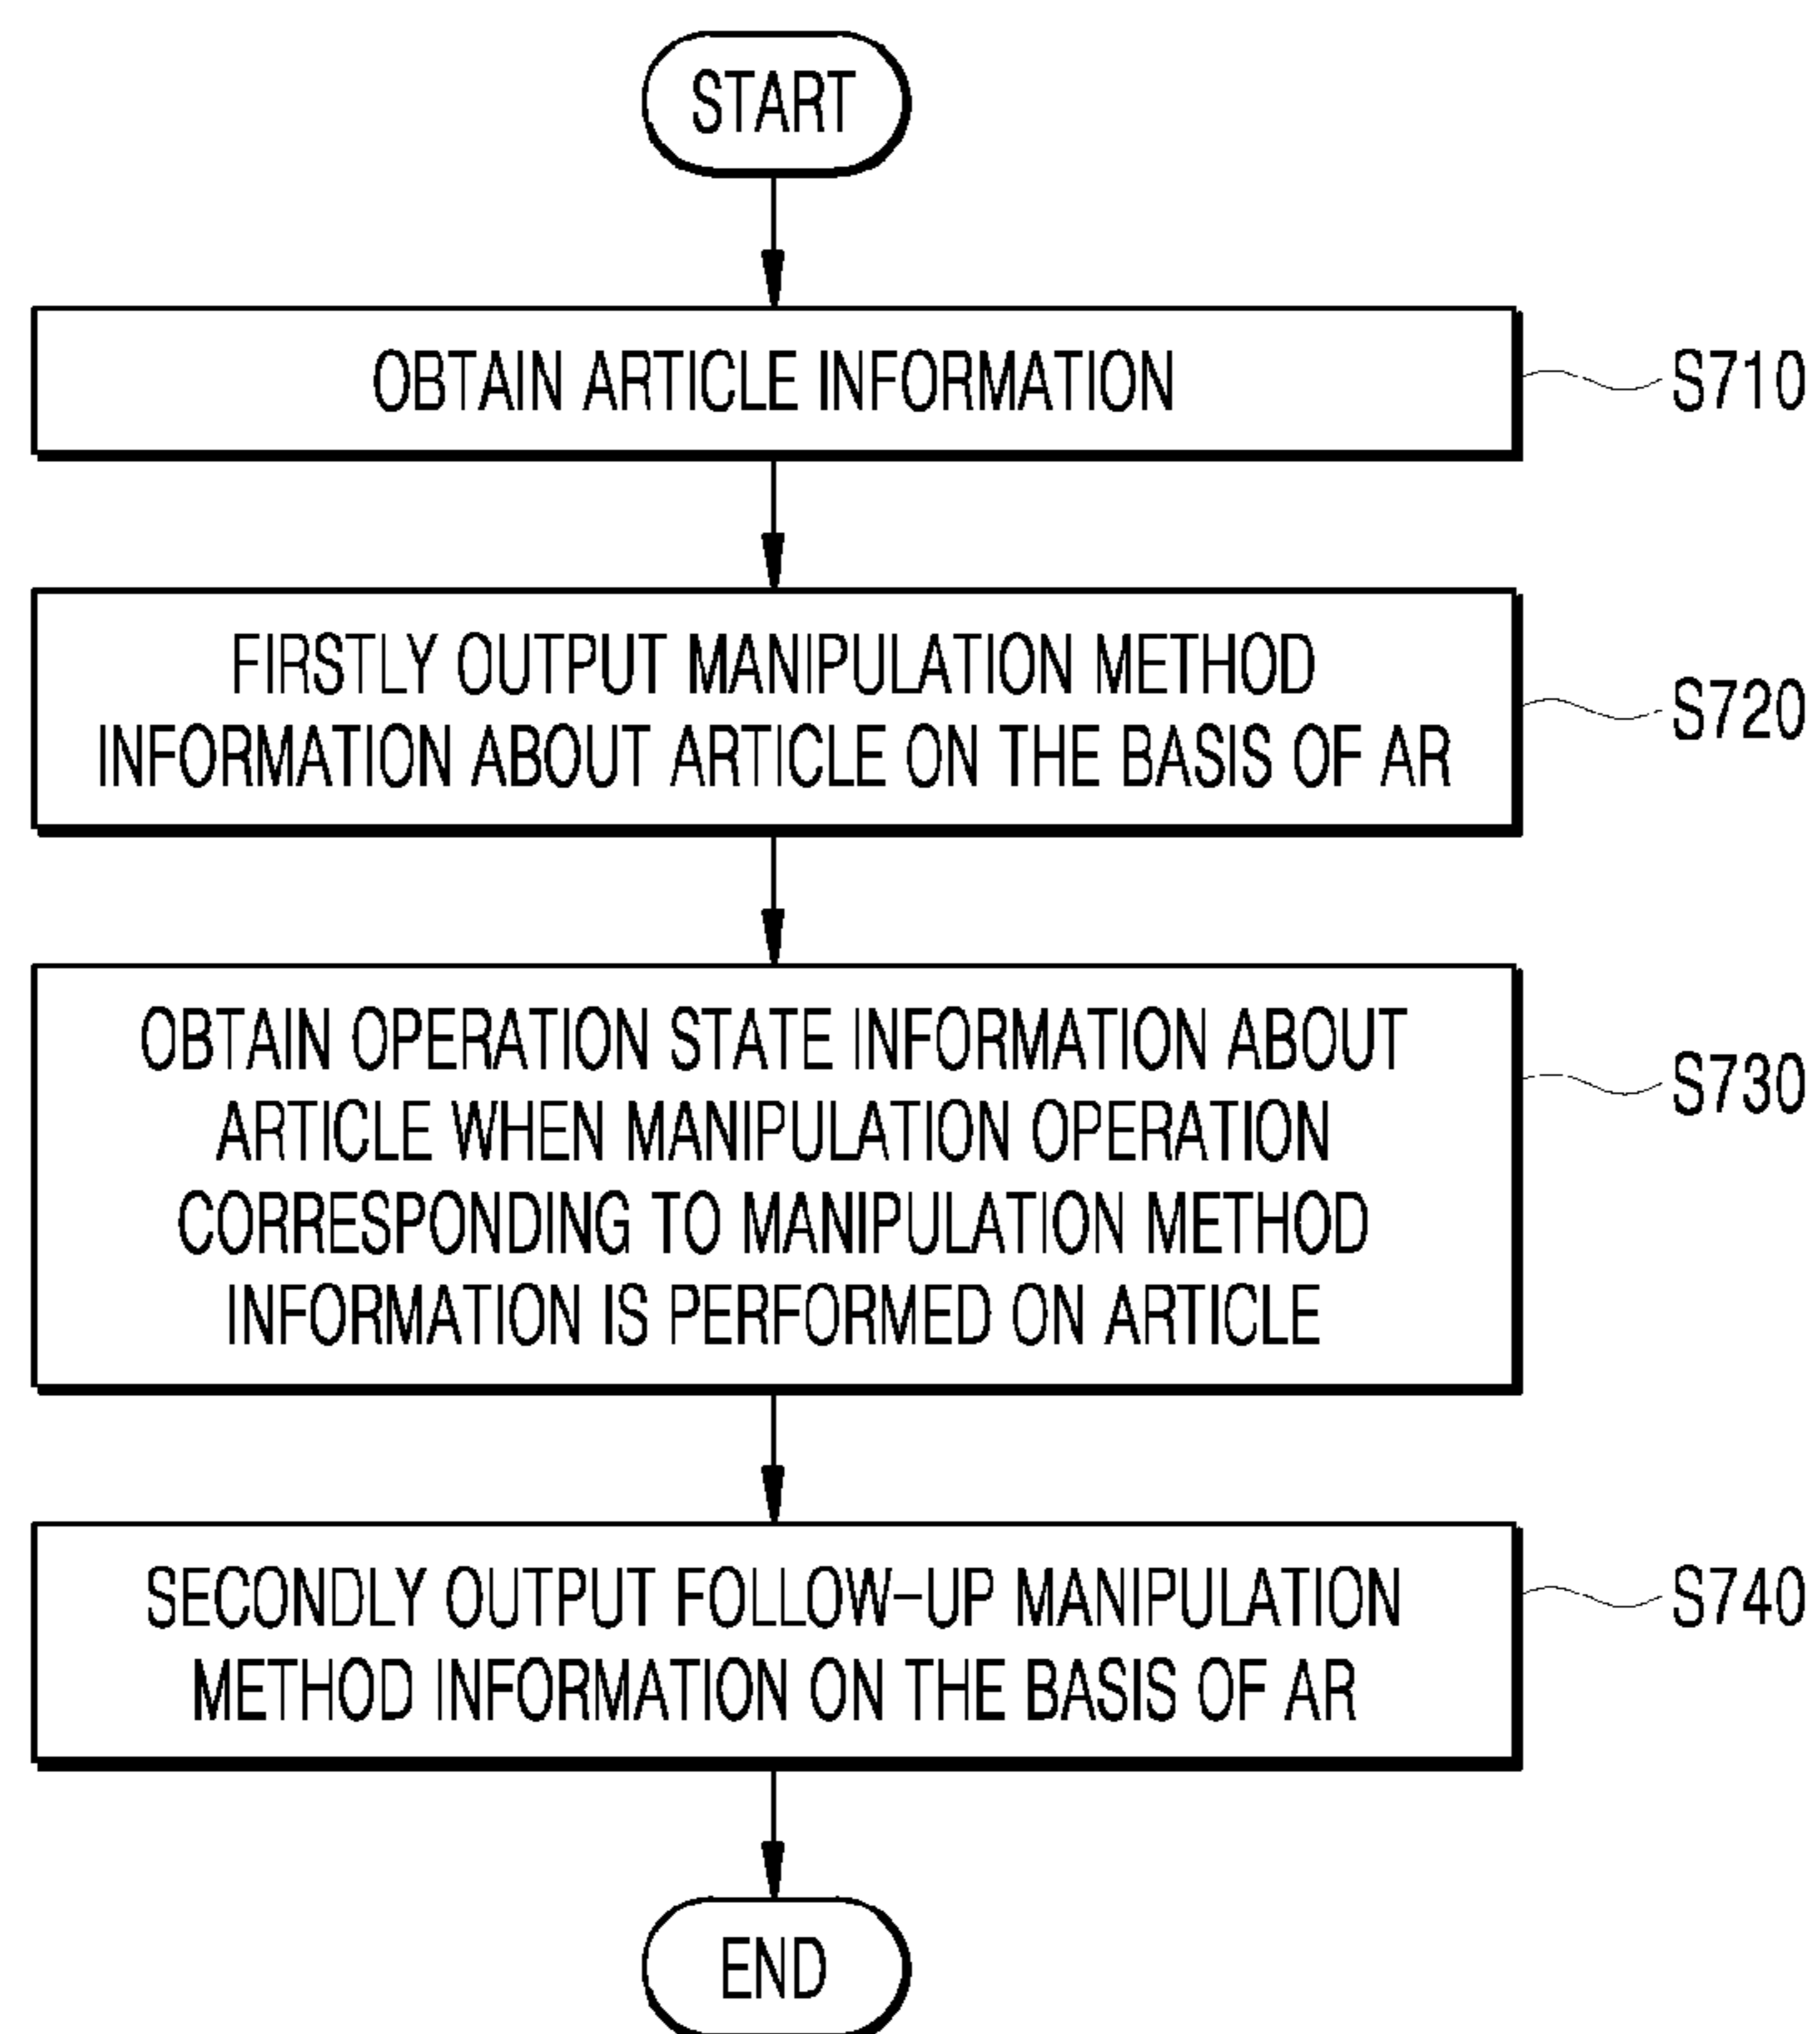 START
OBTAIN ARTICLE INFORMATION
S710
FIRSTLY OUTPUT MANIPULATION METHOD
INFORMATION ABOUT ARTICLE ON THE BASIS OF AR
S720
OBTAIN OPERATION STATE INFORMATION ABOUT
ARTICLE WHEN MANIPULATION OPERATION
CORRESPONDING TO MANIPULATION METHOD
INFORMATION IS PERFORMED ON ARTICLE
S730
SECONDLY OUTPUT FOLLOW-UP MANIPULATION
METHOD INFORMATION ON THE BASIS OF AR
S740
END